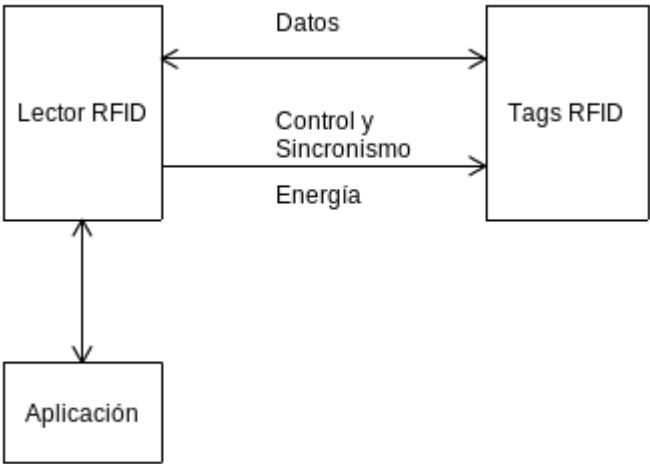 Datos
Lector RFID
Tags RFID
Control y
Sincronismo
Energía
Aplicación